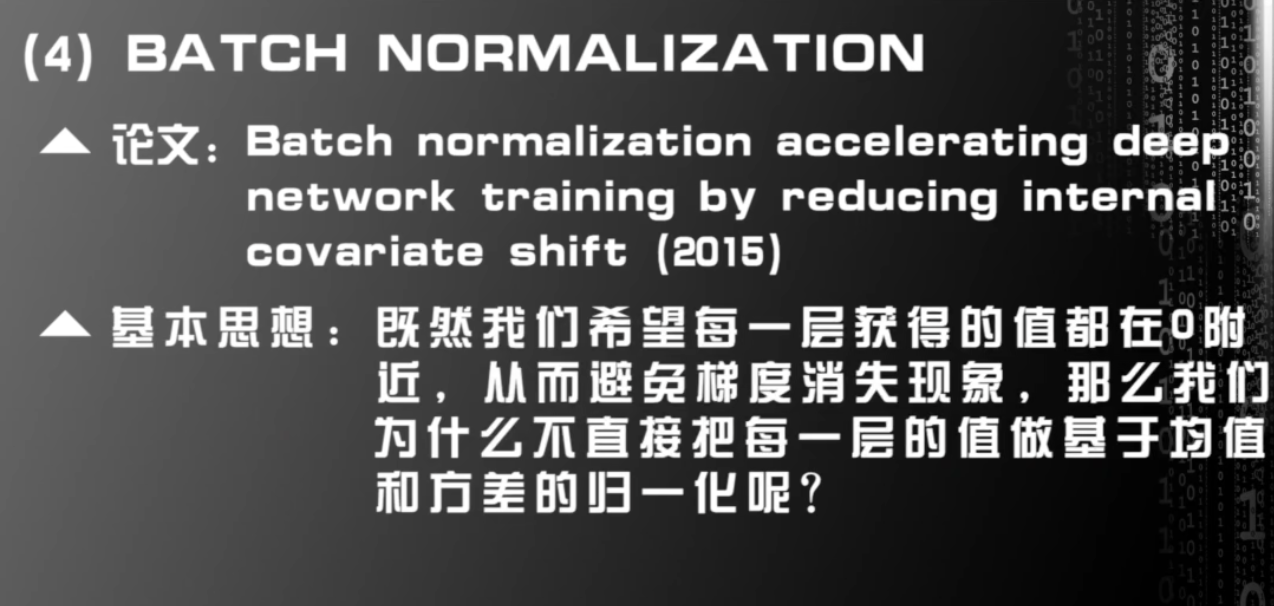 (4) BATCH NORMALIZATION
论文：Batch normalization accelerating deep
network training by reducing internal
covariate shift (2015)
基本思想：既然我们希望每一层获得的值都在0附
近，从而避免梯度消失现象，那么我们
为什么不直接把每一层的值做基于均值
和方差的归一化呢？